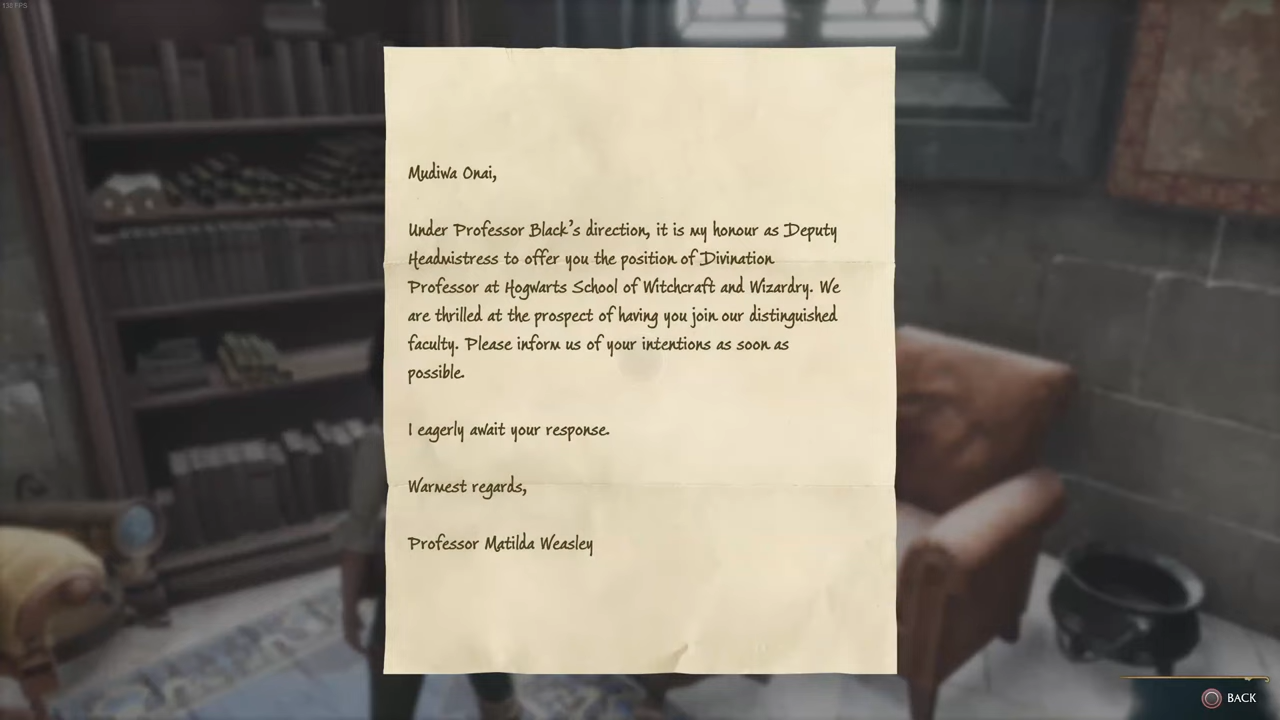 132 FPS
Mudiwa Onai,
Under Professor Black's direction, it is my honour as Deputy
Headmistress to offer you the position of Divination
Professor at Hogwarts School of Witchcraft and Wizardry. We
are thrilled at the prospect of having you join our distinguished
faculty. Please inform us of your intentions as soon as
possible.
I eagerly await your response.
Warmest regards,
Professor Matilda Weasley
BACK